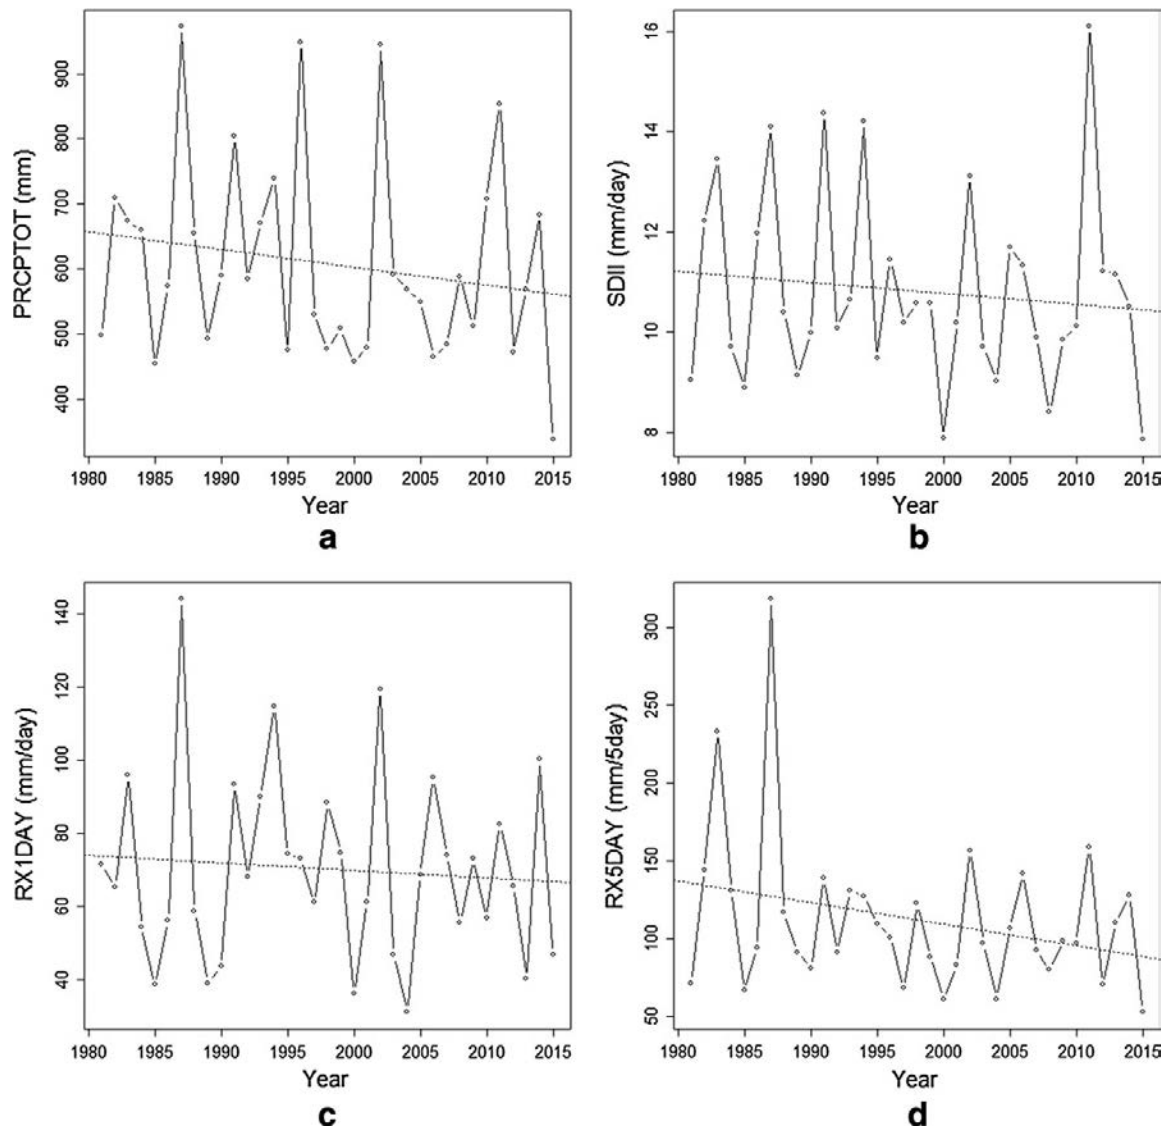 PRCPTOT (mm)
900
800
700
600
500
400
1980 1985 1990 1995 2000 2005 2010 2015
Year
a
SDII (mm/day)
16
14
12
10
8
1980 1985 1990 1995 2000 2005 2010 2015
Year
b
RX1DAY (mm/day)
140
120
100
80
60
40
1980 1985 1990 1995 2000 2005 2010 2015
Year
c
RX5DAY (mm/5day)
300
250
200
150
100
50
1980 1985 1990 1995 2000 2005 2010 2015
Year
d